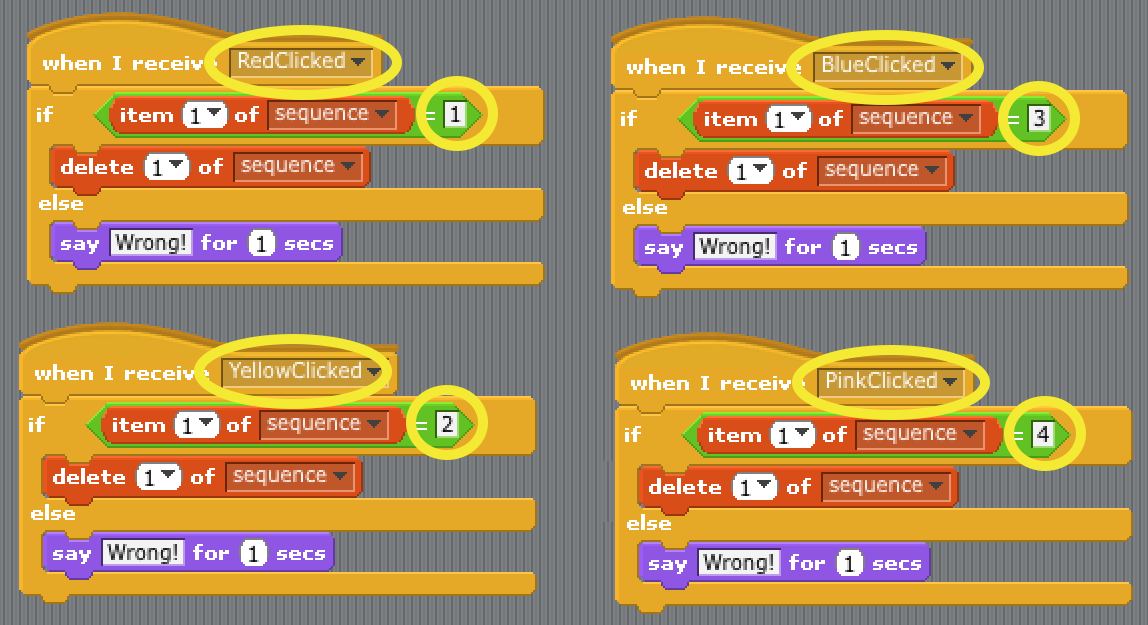 when I receive RedClicked
if item 1 of sequence = 1
delete 1 of sequence
else
say Wrong! for 1 secs
when I receive BlueClicked
if item 1 of sequence = 3
delete 1 of sequence
else
say Wrong! for 1 secs
when I receive YellowClicked
if item 1 of sequence = 2
delete 1 of sequence
else
say Wrong! for 1 secs
when I receive PinkClicked
if item 1 of sequence = 4
delete 1 of sequence
else
say Wrong! for 1 secs